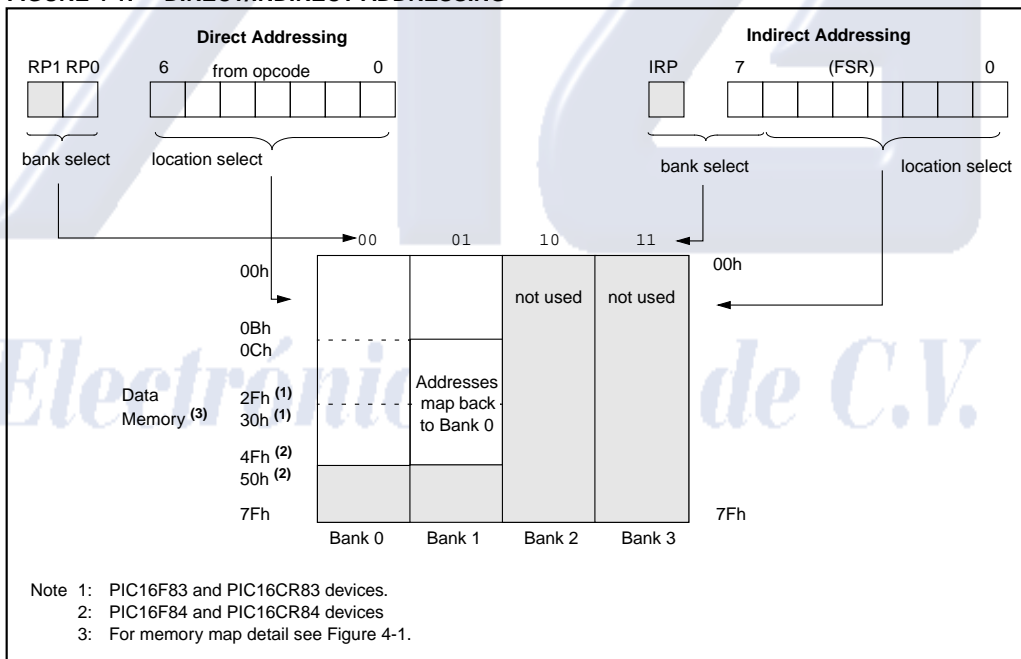 Direct Addressing
RP1 RP0 6 from opcode 0
bank select location select
Indirect Addressing
IRP 7 (FSR) 0
bank select location select
00 01 10 11
00h 00h
not used not used
0Bh
0Ch
Addresses
map back
to Bank 0
Data
Memory (3)
2Fh (1)
30h (1)
4Fh (2)
50h (2)
7Fh 7Fh
Bank 0 Bank 1 Bank 2 Bank 3
Electróni de C.V.
Note 1: PIC16F83 and PIC16CR83 devices.
2: PIC16F84 and PIC16CR84 devices
3: For memory map detail see Figure 4-1.